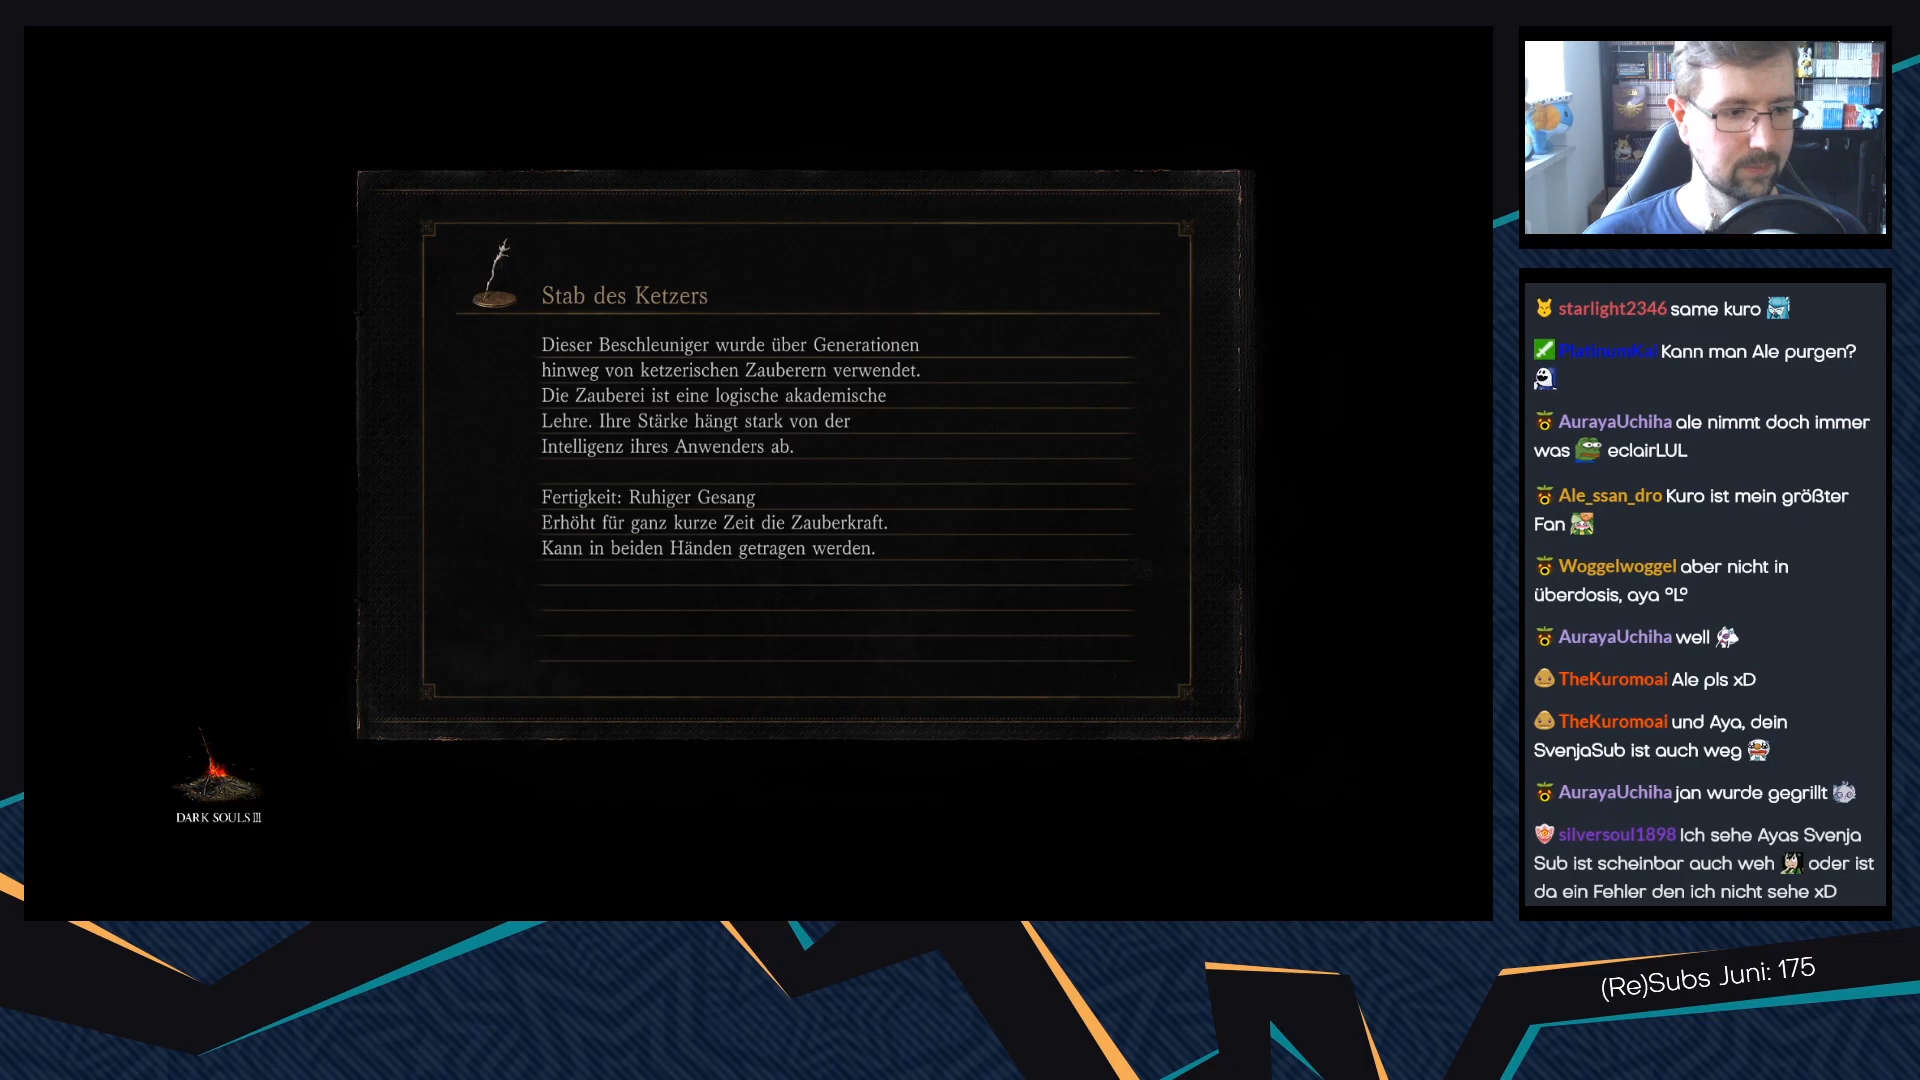 Stab des Ketzers
Dieser Beschleuniger wurde über Generationen
hinweg von ketzerischen Zauberern verwendet.
Die Zauberei ist eine logische akademische
Lehre. Ihre Stärke hängt stark von der
Intelligenz ihres Anwenders ab.
Fertigkeit: Ruhiger Gesang
Erhöht für ganz kurze Zeit die Zauberkraft.
Kann in beiden Händen getragen werden.
DARK SOULS III
starlight2346 same kuro
PlatinumKai Kann man Ale purgen?
AurayaUchiha ale nimmt doch immer
was eclairLUL
Ale_ssan_dro Kuro ist mein größter
Fan
Woggelwoggel aber nicht in
überdosis, aya °L°
AurayaUchiha well
TheKuromoai Ale pls xD
TheKuromoai und Aya, dein
SvenjaSub ist auch weg
AurayaUchiha jan wurde gegrillt
silversoul1898 Ich sehe Ayas Svenja
Sub ist scheinbar auch weh oder ist
da ein Fehler den ich nicht sehe xD
(Re)Subs Juni: 175